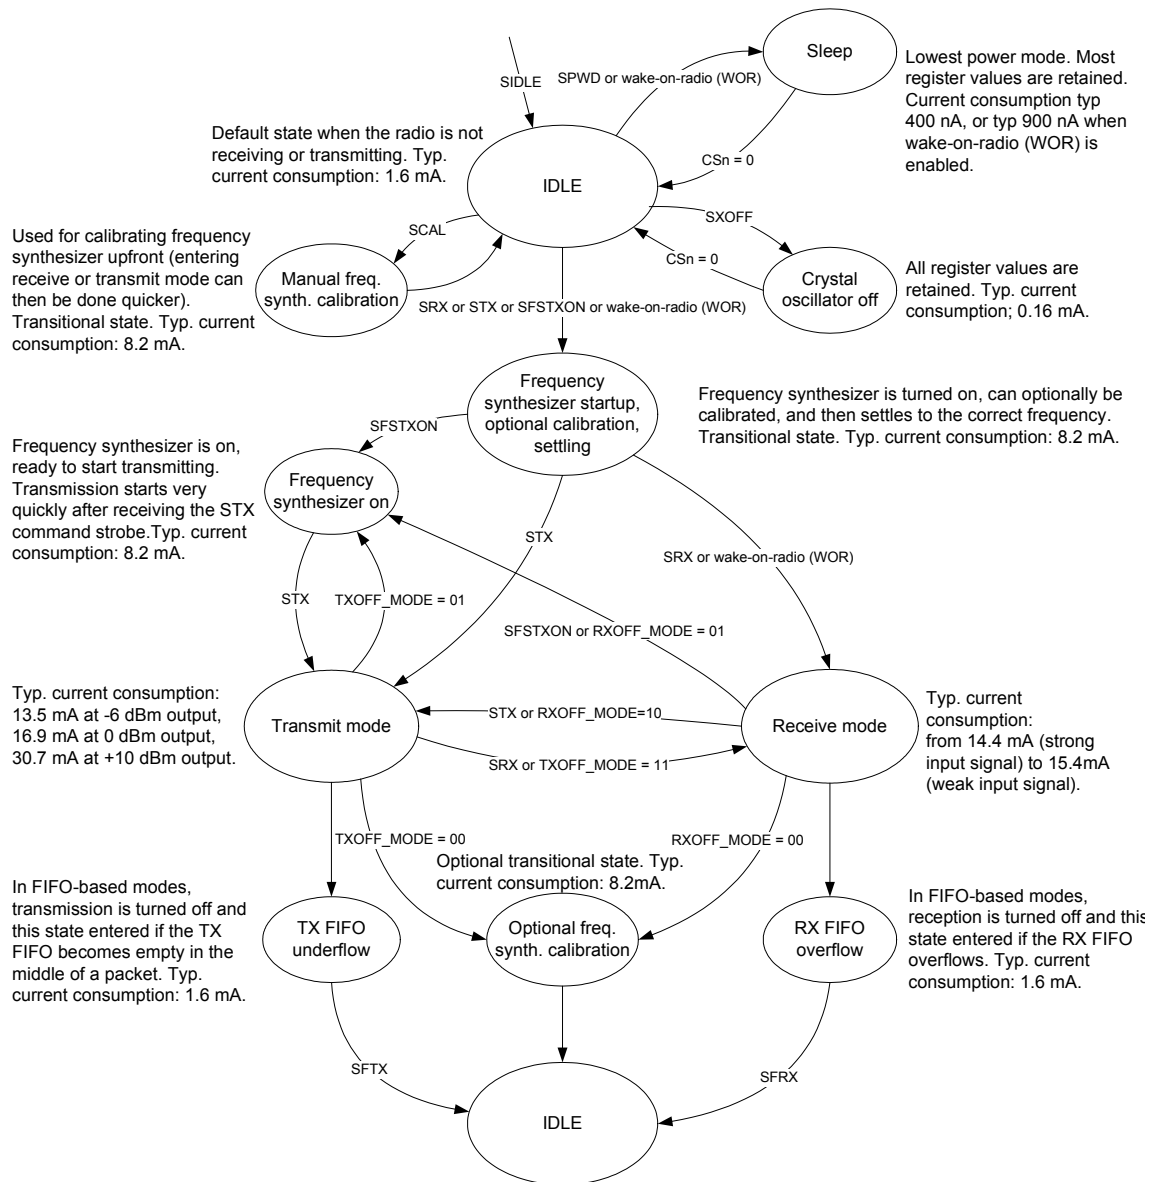 Sleep
Lowest power mode. Most
register values are retained.
Current consumption typ
400 nA, or typ 900 nA when
wake-on-radio (WOR) is
enabled.
SPWD or wake-on-radio (WOR)
SIDLE
Default state when the radio is not
receiving or transmitting. Typ.
current consumption: 1.6 mA.
CSn = 0
IDLE
SXOFF
SCAL
CSn = 0
Used for calibrating frequency
synthesizer upfront (entering
receive or transmit mode can
then be done quicker).
Transitional state. Typ. current
consumption: 8.2 mA.
Manual freq.
synth. calibration
Crystal
oscillator off
All register values are
retained. Typ. current
consumption; 0.16 mA.
SRX or STX or SFSTXON or wake-on-radio (WOR)
Frequency
synthesizer startup,
optional calibration,
settling
Frequency synthesizer is turned on, can optionally be
calibrated, and then settles to the correct frequency.
Transitional state. Typ. current consumption: 8.2 mA.
SFSTXON
Frequency synthesizer is on,
ready to start transmitting.
Transmission starts very
quickly after receiving the STX
command strobe.Typ. current
consumption: 8.2 mA.
Frequency
synthesizer on
STX
SRX or wake-on-radio (WOR)
STX
TXOFF_MODE = 01
SFSTXON or RXOFF_MODE = 01
Typ. current consumption:
13.5 mA at -6 dBm output,
16.9 mA at 0 dBm output,
30.7 mA at +10 dBm output.
Transmit mode
STX or RXOFF_MODE=10
SRX or TXOFF_MODE = 11
Receive mode
Typ. current
consumption:
from 14.4 mA (strong
input signal) to 15.4mA
(weak input signal).
TXOFF_MODE = 00
RXOFF_MODE = 00
Optional transitional state. Typ.
current consumption: 8.2mA.
In FIFO-based modes,
transmission is turned off and
this state entered if the TX
FIFO becomes empty in the
middle of a packet. Typ.
current consumption: 1.6 mA.
TX FIFO
underflow
Optional freq.
synth. calibration
RX FIFO
overflow
In FIFO-based modes,
reception is turned off and this
state entered if the RX FIFO
overflows. Typ. current
consumption: 1.6 mA.
SFTX
SFRX
IDLE